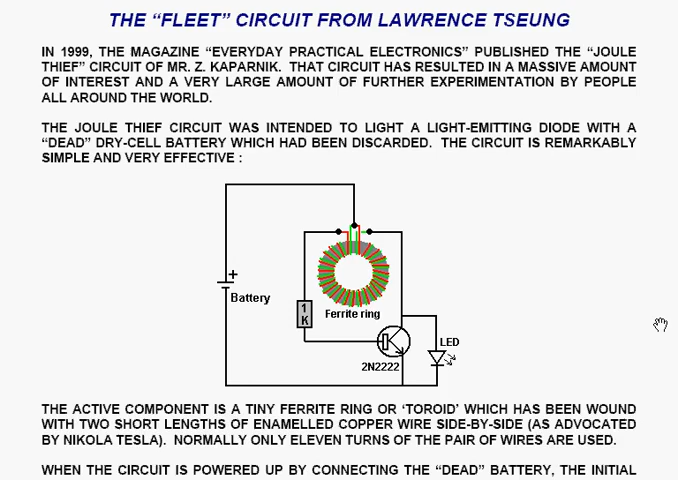 THE “FLEET” CIRCUIT FROM LAWRENCE TSEUNG
IN 1999, THE MAGAZINE “EVERYDAY PRACTICAL ELECTRONICS” PUBLISHED THE “JOULE
THIEF” CIRCUIT OF MR. Z. KAPARNIK. THAT CIRCUIT HAS RESULTED IN A MASSIVE AMOUNT
OF INTEREST AND A VERY LARGE AMOUNT OF FURTHER EXPERIMENTATION BY PEOPLE
ALL AROUND THE WORLD.
THE JOULE THIEF CIRCUIT WAS INTENDED TO LIGHT A LIGHT-EMITTING DIODE WITH A
“DEAD” DRY-CELL BATTERY WHICH HAD BEEN DISCARDED. THE CIRCUIT IS REMARKABLY
SIMPLE AND VERY EFFECTIVE :
+
Battery
1
K
Ferrite ring
LED
2N2222
THE ACTIVE COMPONENT IS A TINY FERRITE RING OR ‘TOROID’ WHICH HAS BEEN WOUND
WITH TWO SHORT LENGTHS OF ENAMELLED COPPER WIRE SIDE-BY-SIDE (AS ADVOCATED
BY NIKOLA TESLA). NORMALLY ONLY ELEVEN TURNS OF THE PAIR OF WIRES ARE USED.
WHEN THE CIRCUIT IS POWERED UP BY CONNECTING THE “DEAD” BATTERY, THE INITIAL